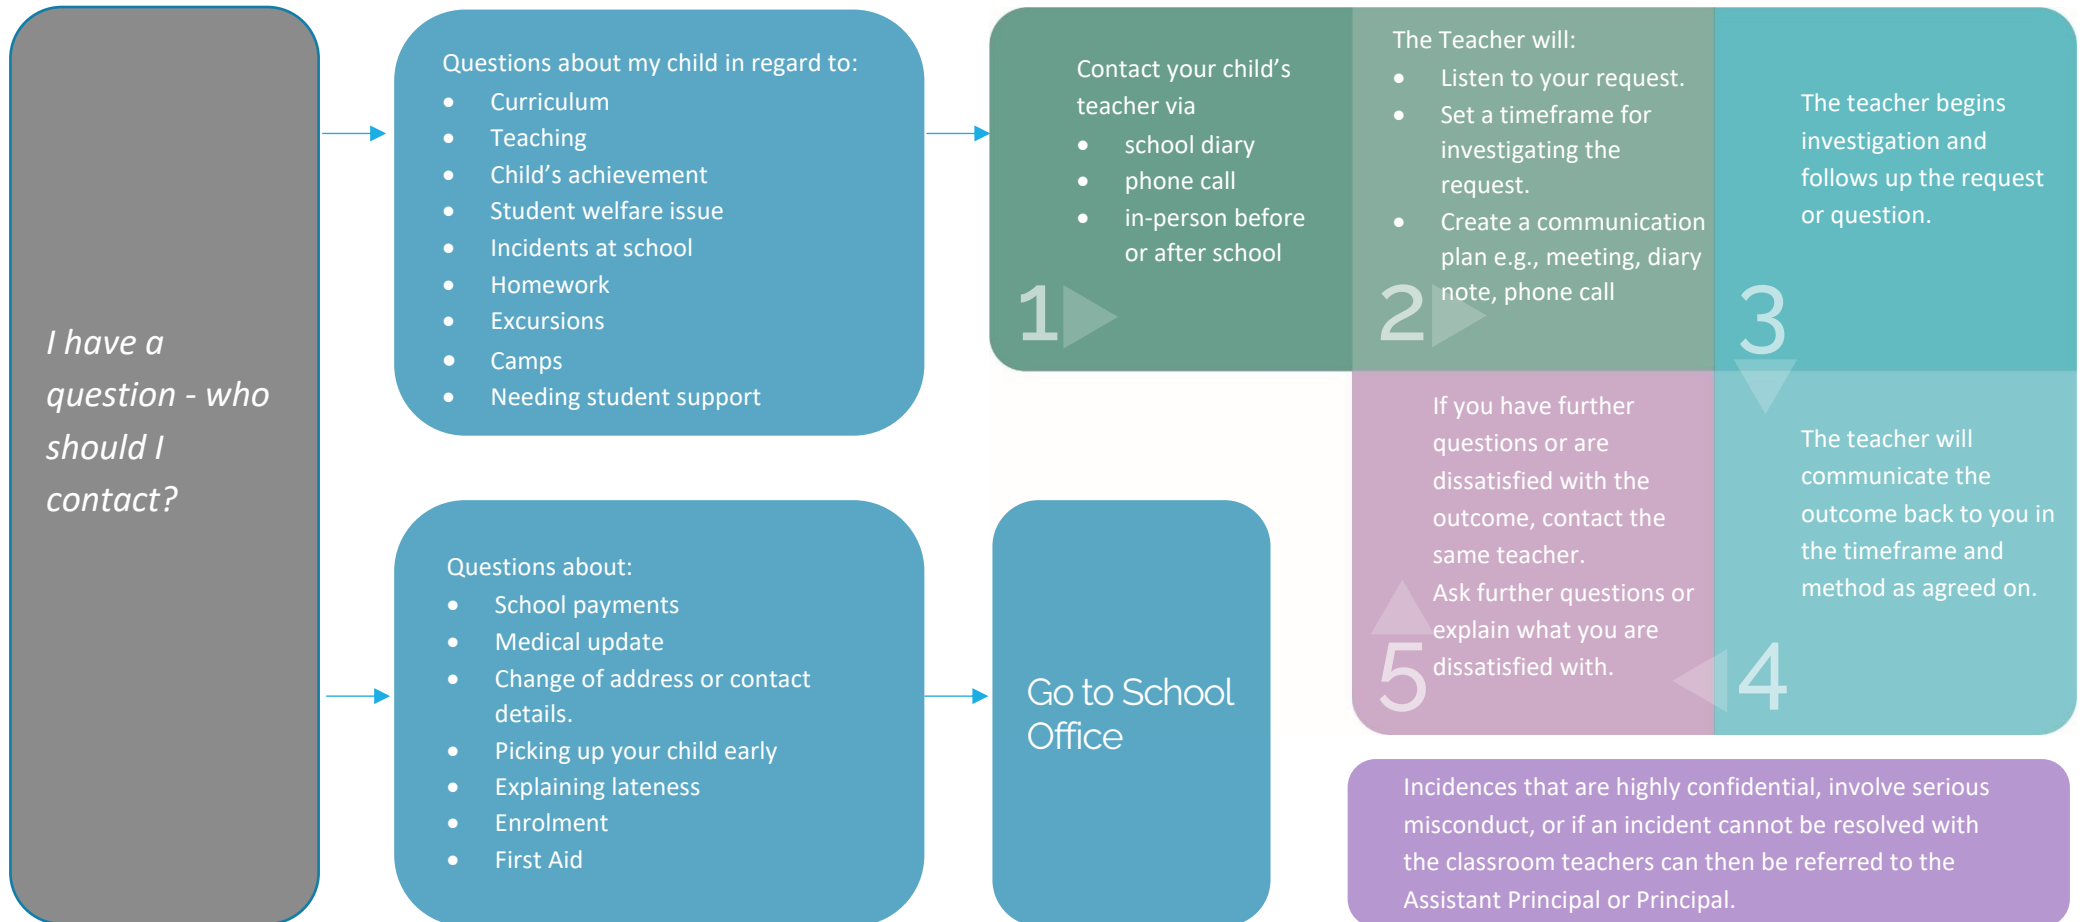 I have a
question - who
should I
contact?
Questions about my child in regard to:
• Curriculum
• Teaching
• Child’s achievement
• Student welfare issue
• Incidents at school
• Homework
• Excursions
• Camps
• Needing student support
Contact your child’s
teacher via
• school diary
• phone call
• in-person before
or after school
1
The Teacher will:
• Listen to your request.
• Set a timeframe for
investigating the
request.
• Create a communication
plan e.g., meeting, diary
note, phone call
2
The teacher begins
investigation and
follows up the request
or question.
3
The teacher will
communicate the
outcome back to you in
the timeframe and
method as agreed on.
4
If you have further
questions or are
dissatisfied with the
outcome, contact the
same teacher.
Ask further questions or
explain what you are
dissatisfied with.
5
Questions about:
• School payments
• Medical update
• Change of address or contact
details.
• Picking up your child early
• Explaining lateness
• Enrolment
• First Aid
Go to School
Office
Incidences that are highly confidential, involve serious
misconduct, or if an incident cannot be resolved with
the classroom teachers can then be referred to the
Assistant Principal or Principal.